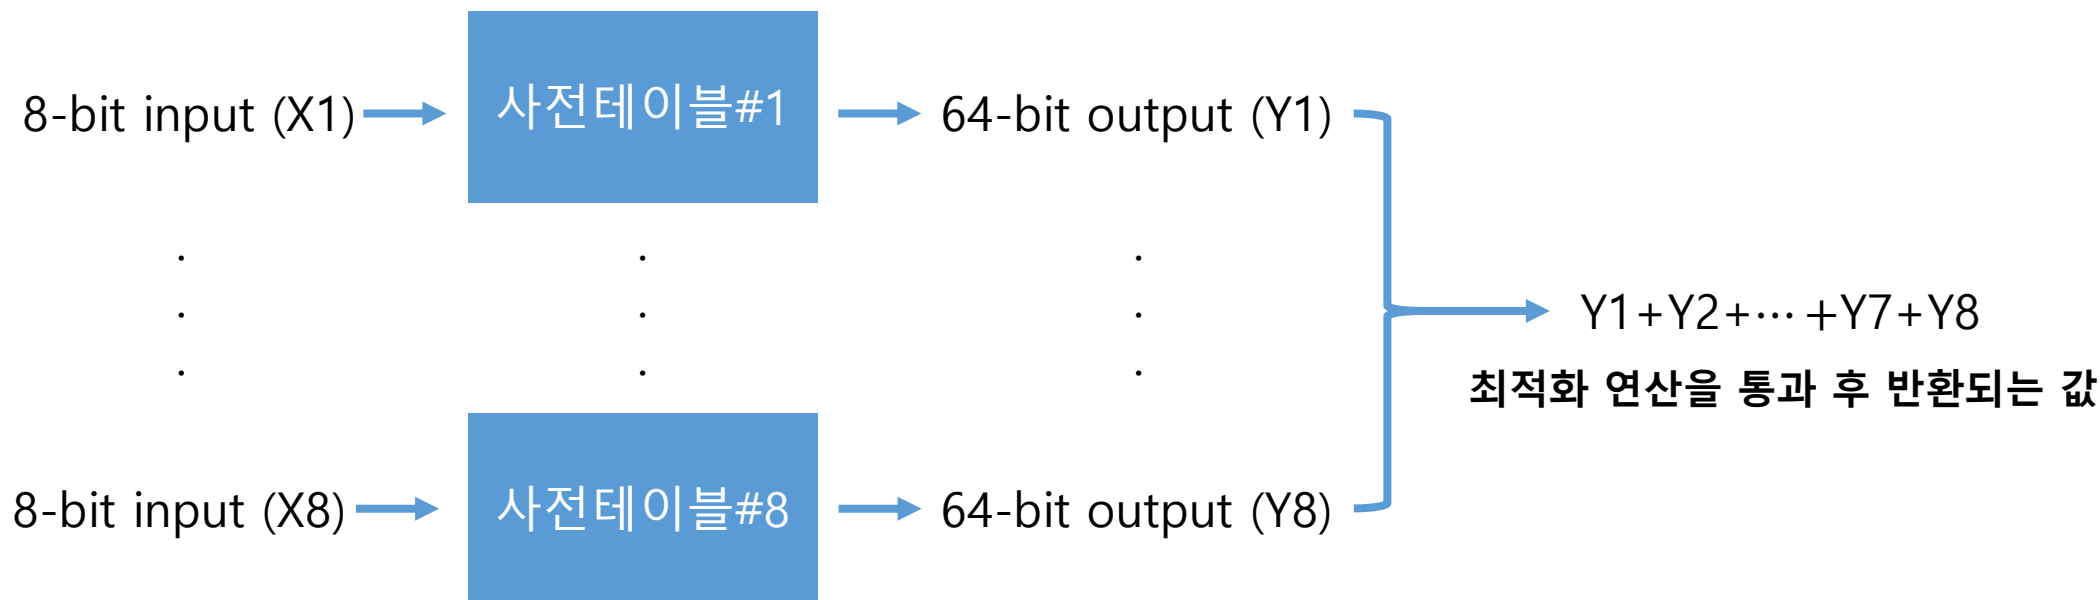 8-bit input (X1)
사전테이블#1
64-bit output (Y1)
Y1+Y2+⋯+Y7+Y8
최적화 연산을 통과 후 반환되는 값
8-bit input (X8)
사전테이블#8
64-bit output (Y8)